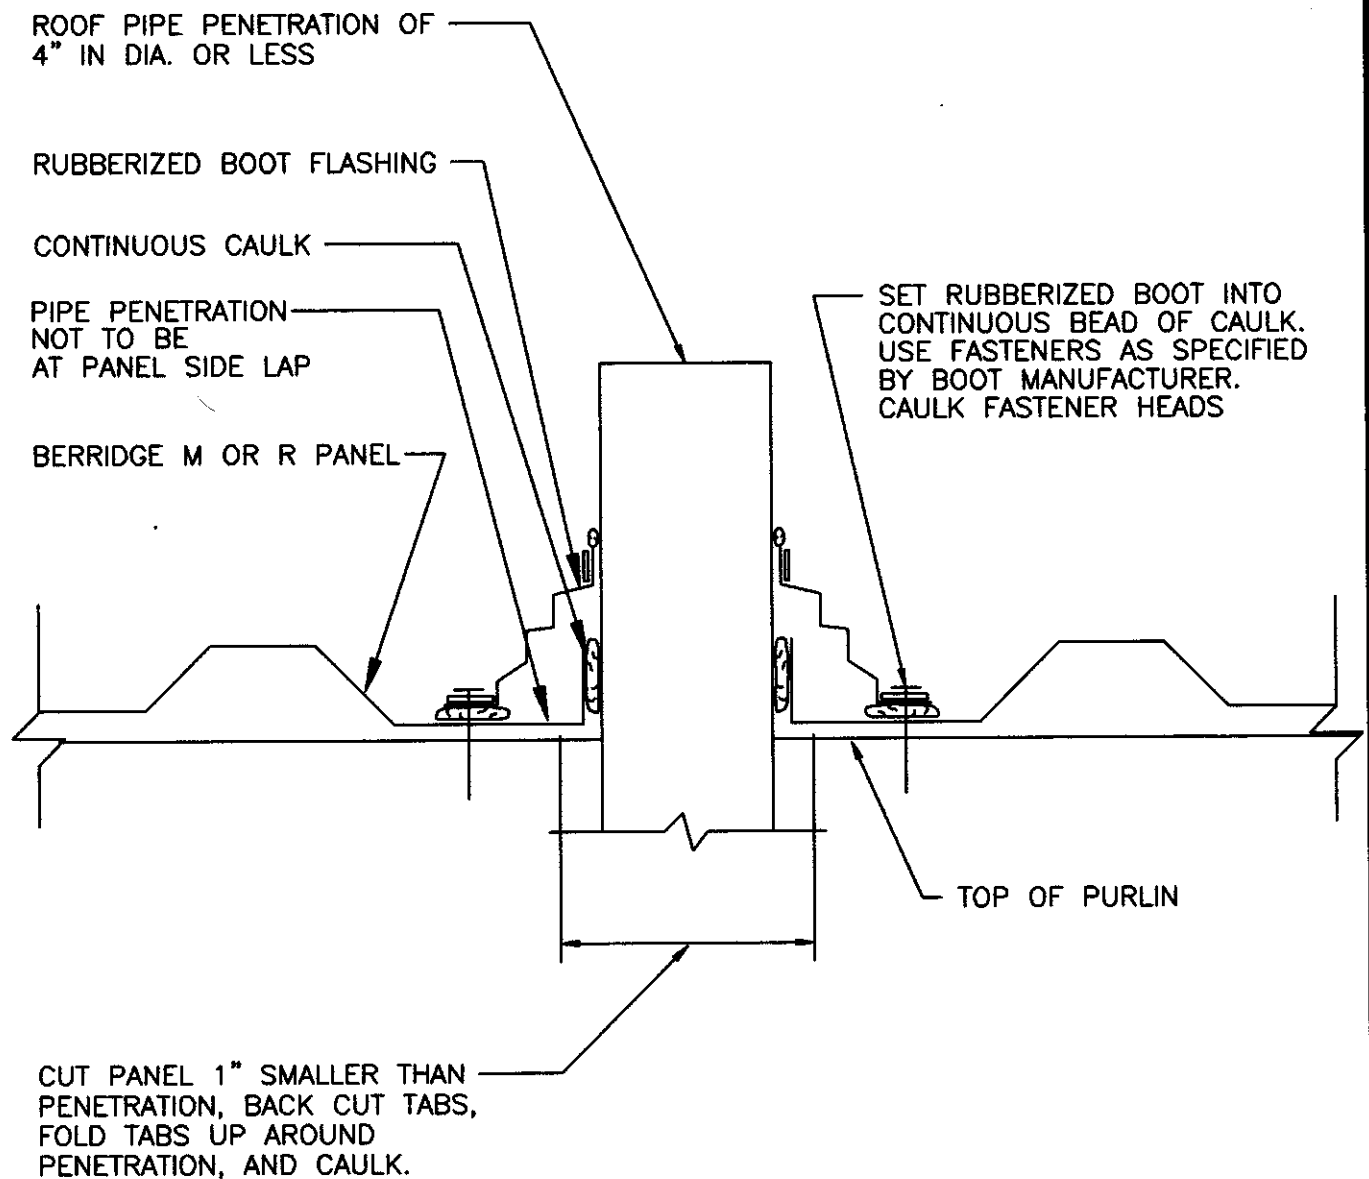 ROOF PIPE PENETRATION OF
4" IN DIA. OR LESS
RUBBERIZED BOOT FLASHING
CONTINUOUS CAULK
PIPE PENETRATION
NOT TO BE
AT PANEL SIDE LAP
BERRIDGE M OR R PANEL
SET RUBBERIZED BOOT INTO
CONTINUOUS BEAD OF CAULK.
USE FASTENERS AS SPECIFIED
BY BOOT MANUFACTURER.
CAULK FASTENER HEADS
TOP OF PURLIN
CUT PANEL 1" SMALLER THAN
PENETRATION, BACK CUT TABS,
FOLD TABS UP AROUND
PENETRATION, AND CAULK.